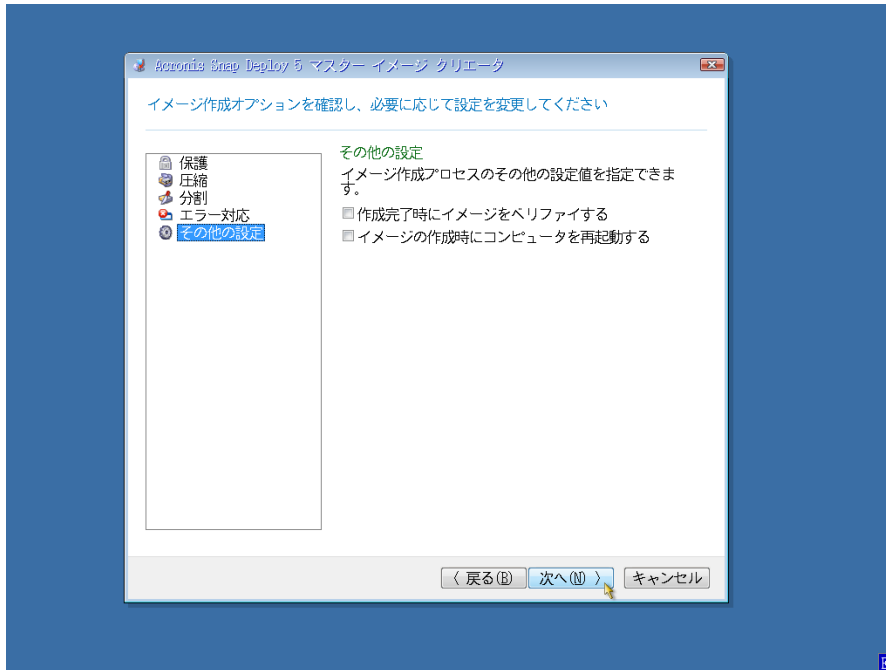 Acronis Snap Deploy 5 マスター イメージ クリエータ
イメージ作成オプションを確認し、必要に応じて設定を変更してください
保護
圧縮
分割
エラー対応
その他の設定
その他の設定
イメージ作成プロセスのその他の設定値を指定できま
す。
作成完了時にイメージをベリファイする
イメージの作成時にコンピュータを再起動する
〈 戻る(B)
次へ(N) 〉
キャンセル